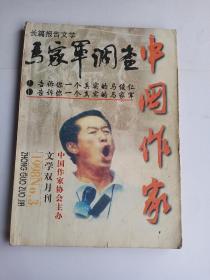 长篇报告文学
马家军调查
告诉你一个真实的马俊仁
告诉你一个真实的马家军
中国作家
中国作家协会主办
文学双月刊
1998No.3
ZHONG GUO ZUO JIA